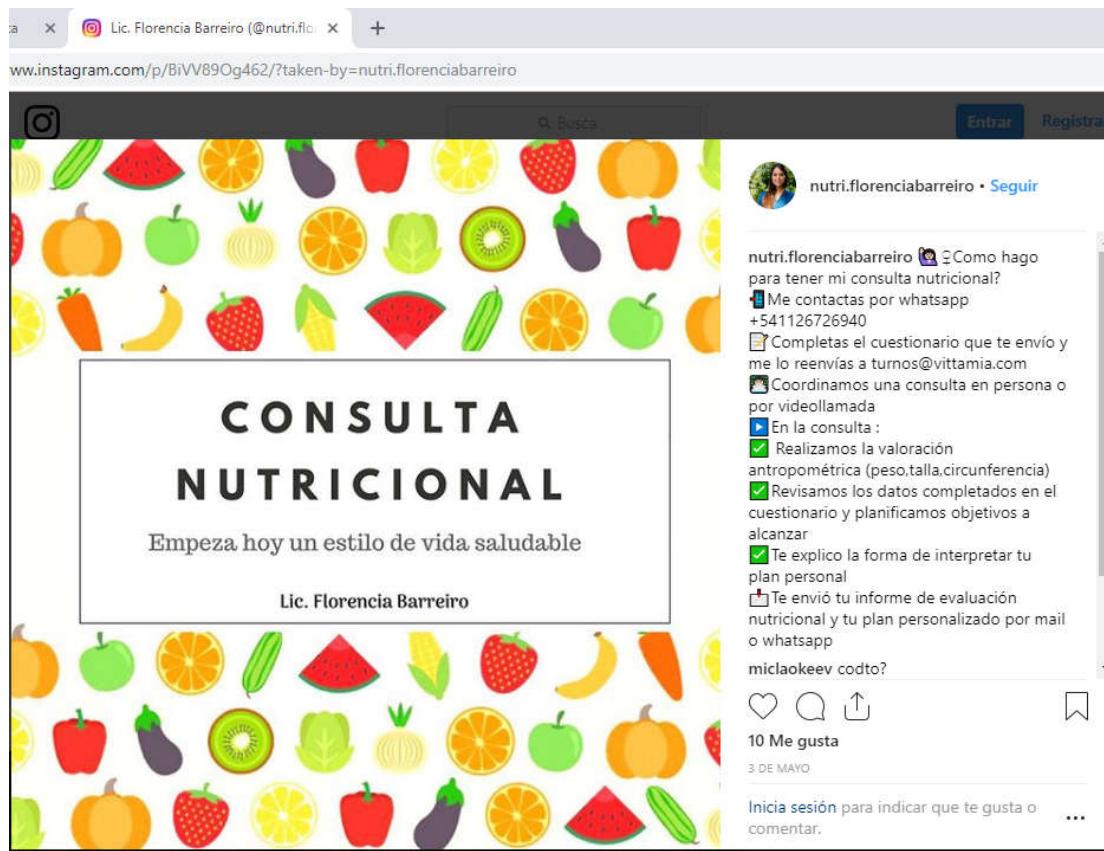 Lic. Florencia Barreiro (@nutri.flo
ww.instagram.com/p/BiVV89Og462/?taken-by=nutri.florenciabarreiro
Busca
Entrar
Registra
CONSULTA
NUTRICIONAL
Empeza hoy un estilo de vida saludable
Lic. Florencia Barreiro
nutri.florenciabarreiro • Seguir
nutri.florenciabarreiro 🙋🏻♀Como hago
para tener mi consulta nutricional?
📲Me contactas por whatsapp
+541126726940
📝Completas el cuestionario que te envío y
me lo reenvías a turnos@vittamia.com
Coordinamos una consulta en persona o
por videollamada
▶En la consulta :
✅ Realizamos la valoración
antropométrica (peso,talla,circunferencia)
✅Revisamos los datos completados en el
cuestionario y planificamos objetivos a
alcanzar
✅Te explico la forma de interpretar tu
plan personal
📩Te envió tu informe de evaluación
nutricional y tu plan personalizado por mail
o whatsapp
miclaokeev codto?
10 Me gusta
3 DE MAYO
Inicia sesión para indicar que te gusta o
comentar.